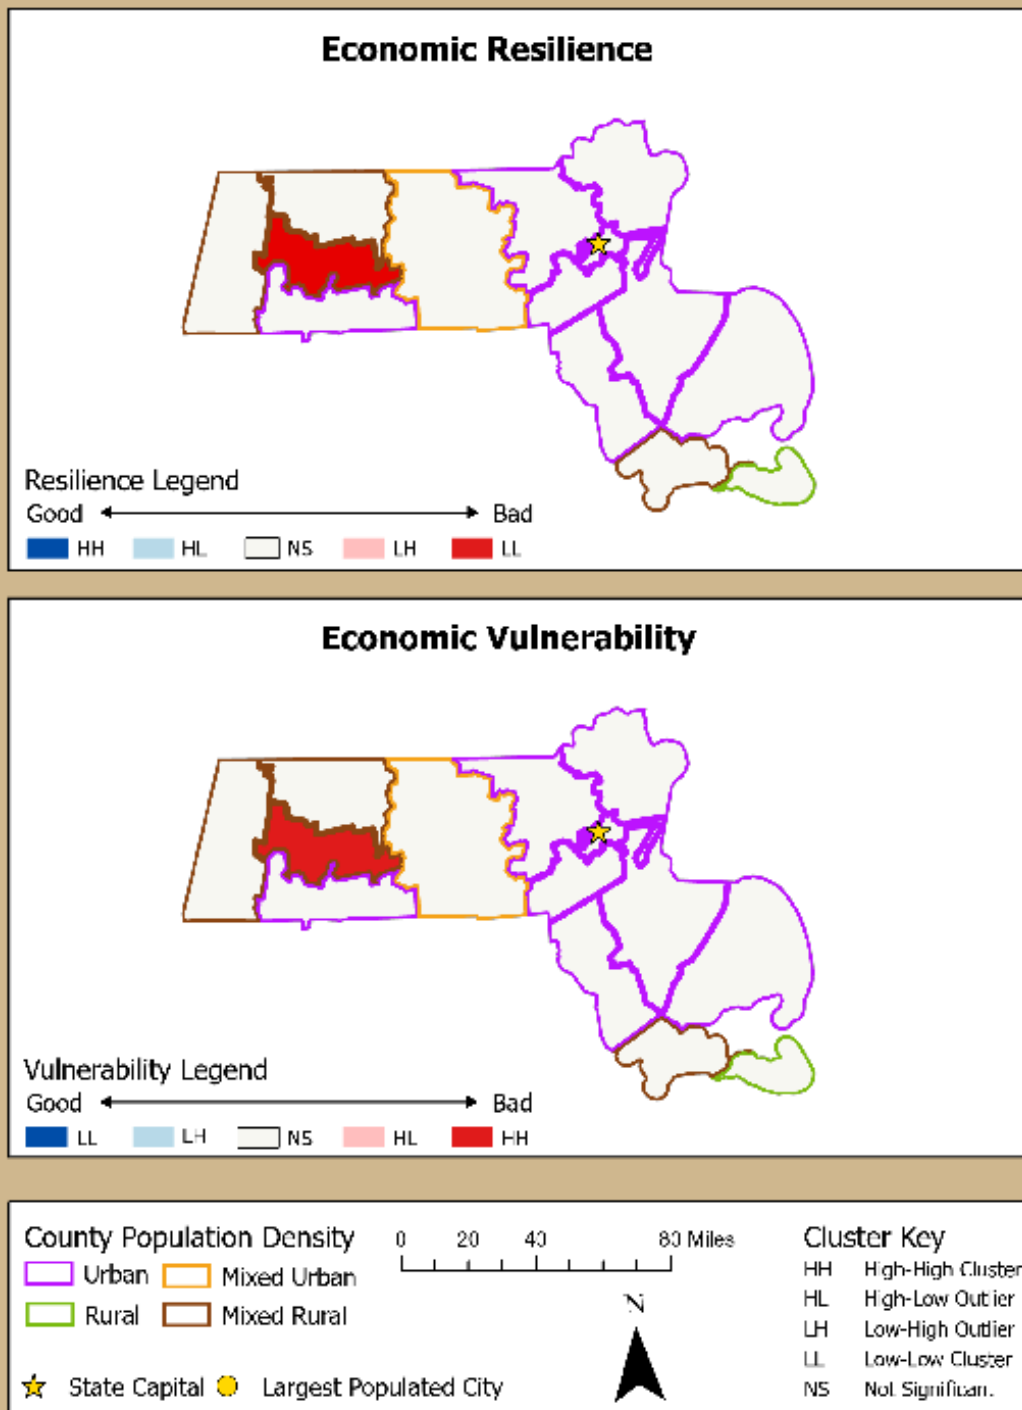 Economic Resilience
Resilience Legend
Good Bad
HH HL NS LH LL
Economic Vulnerability
Vulnerability Legend
Good Bad
LL LH NS HL HH
County Population Density
Urban Mixed Urban
Rural Mixed Rural
State Capital Largest Populated City
0 20 40 80 Miles
N
Cluster Key
HH High-High Cluster
HL High-Low Outlier
LH Low-High Outlier
LL Low-Low Cluster
NS Not Significan.